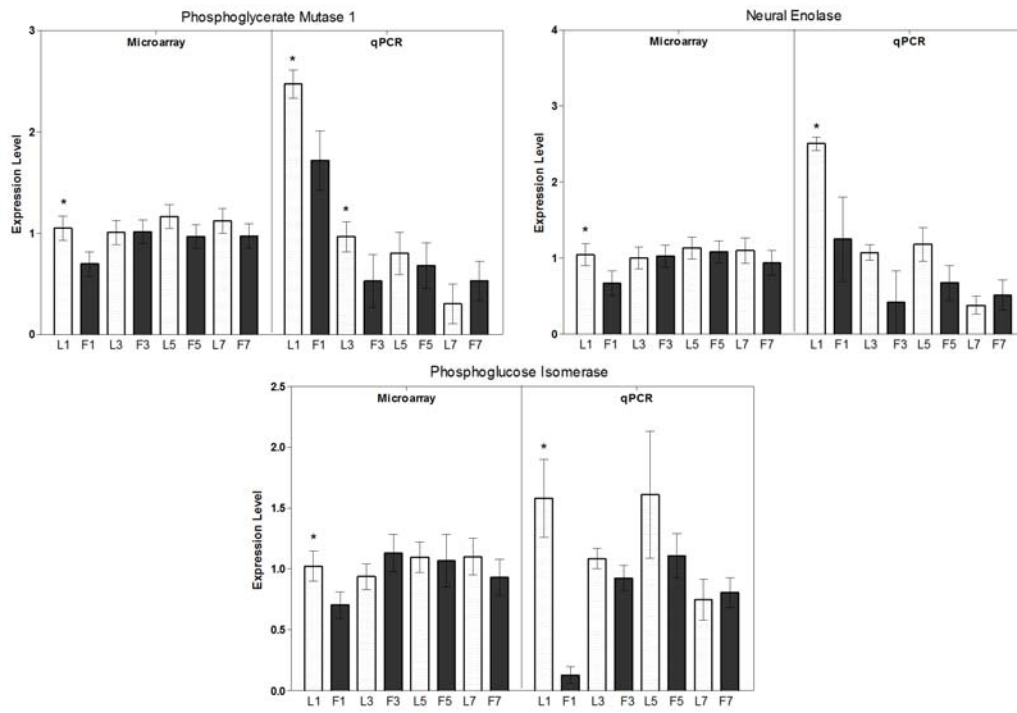 Phosphoglycerate Mutase 1
Microarray
qPCR
Expression Level
3
2
1
0
*
*
*
L1 F1 L3 F3 L5 F5 L7 F7
L1 F1 L3 F3 L5 F5 L7 F7
Neural Enolase
Microarray
qPCR
Expression Level
4
3
2
1
0
*
*
L1 F1 L3 F3 L5 F5 L7 F7
L1 F1 L3 F3 L5 F5 L7 F7
Phosphoglucose Isomerase
Microarray
qPCR
Expression Level
2.5
2.0
1.5
1.0
0.5
0.0
*
*
L1 F1 L3 F3 L5 F5 L7 F7
L1 F1 L3 F3 L5 F5 L7 F7